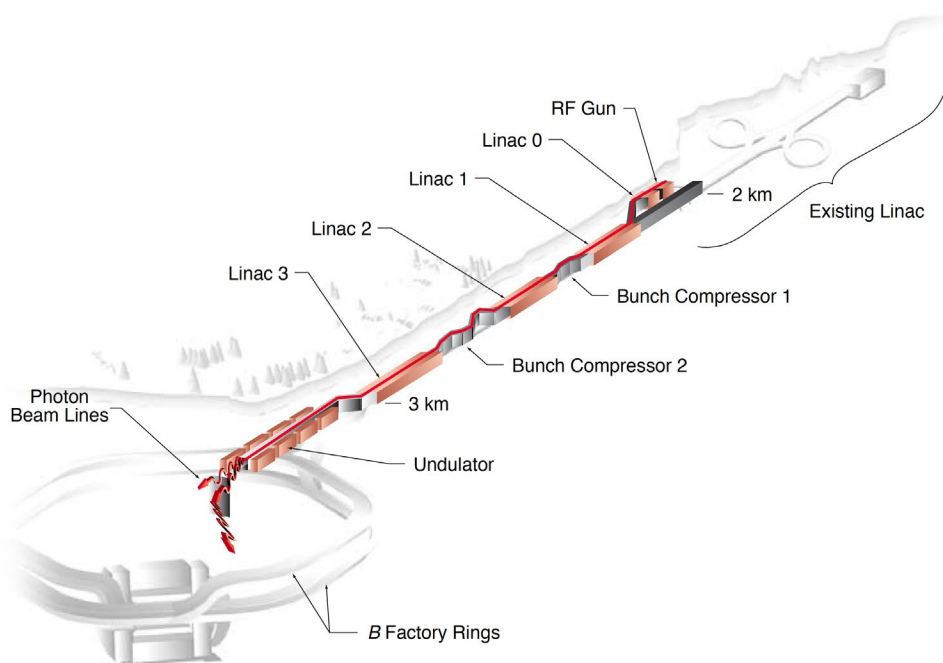 RF Gun
Linac 0
Linac 1
2 km
Existing Linac
Linac 2
Linac 3
Bunch Compressor 1
Bunch Compressor 2
Photon
Beam Lines
3 km
Undulator
B Factory Rings